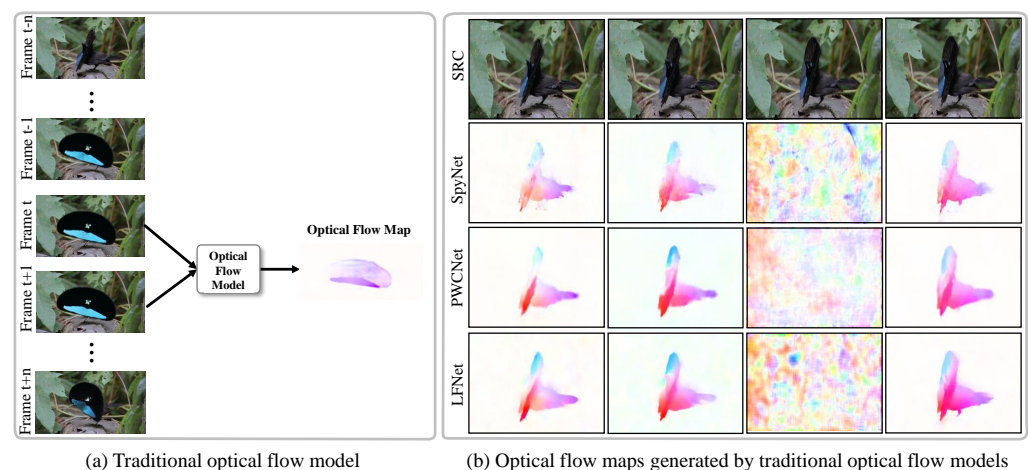 Frame t-n
Frame t-1
Frame t
Frame t+1
Frame t+n
Optical
Flow
Model
Optical Flow Map
(a) Traditional optical flow model
SRC
SpyNet
PWCNet
LFNet
(b) Optical flow maps generated by traditional optical flow models